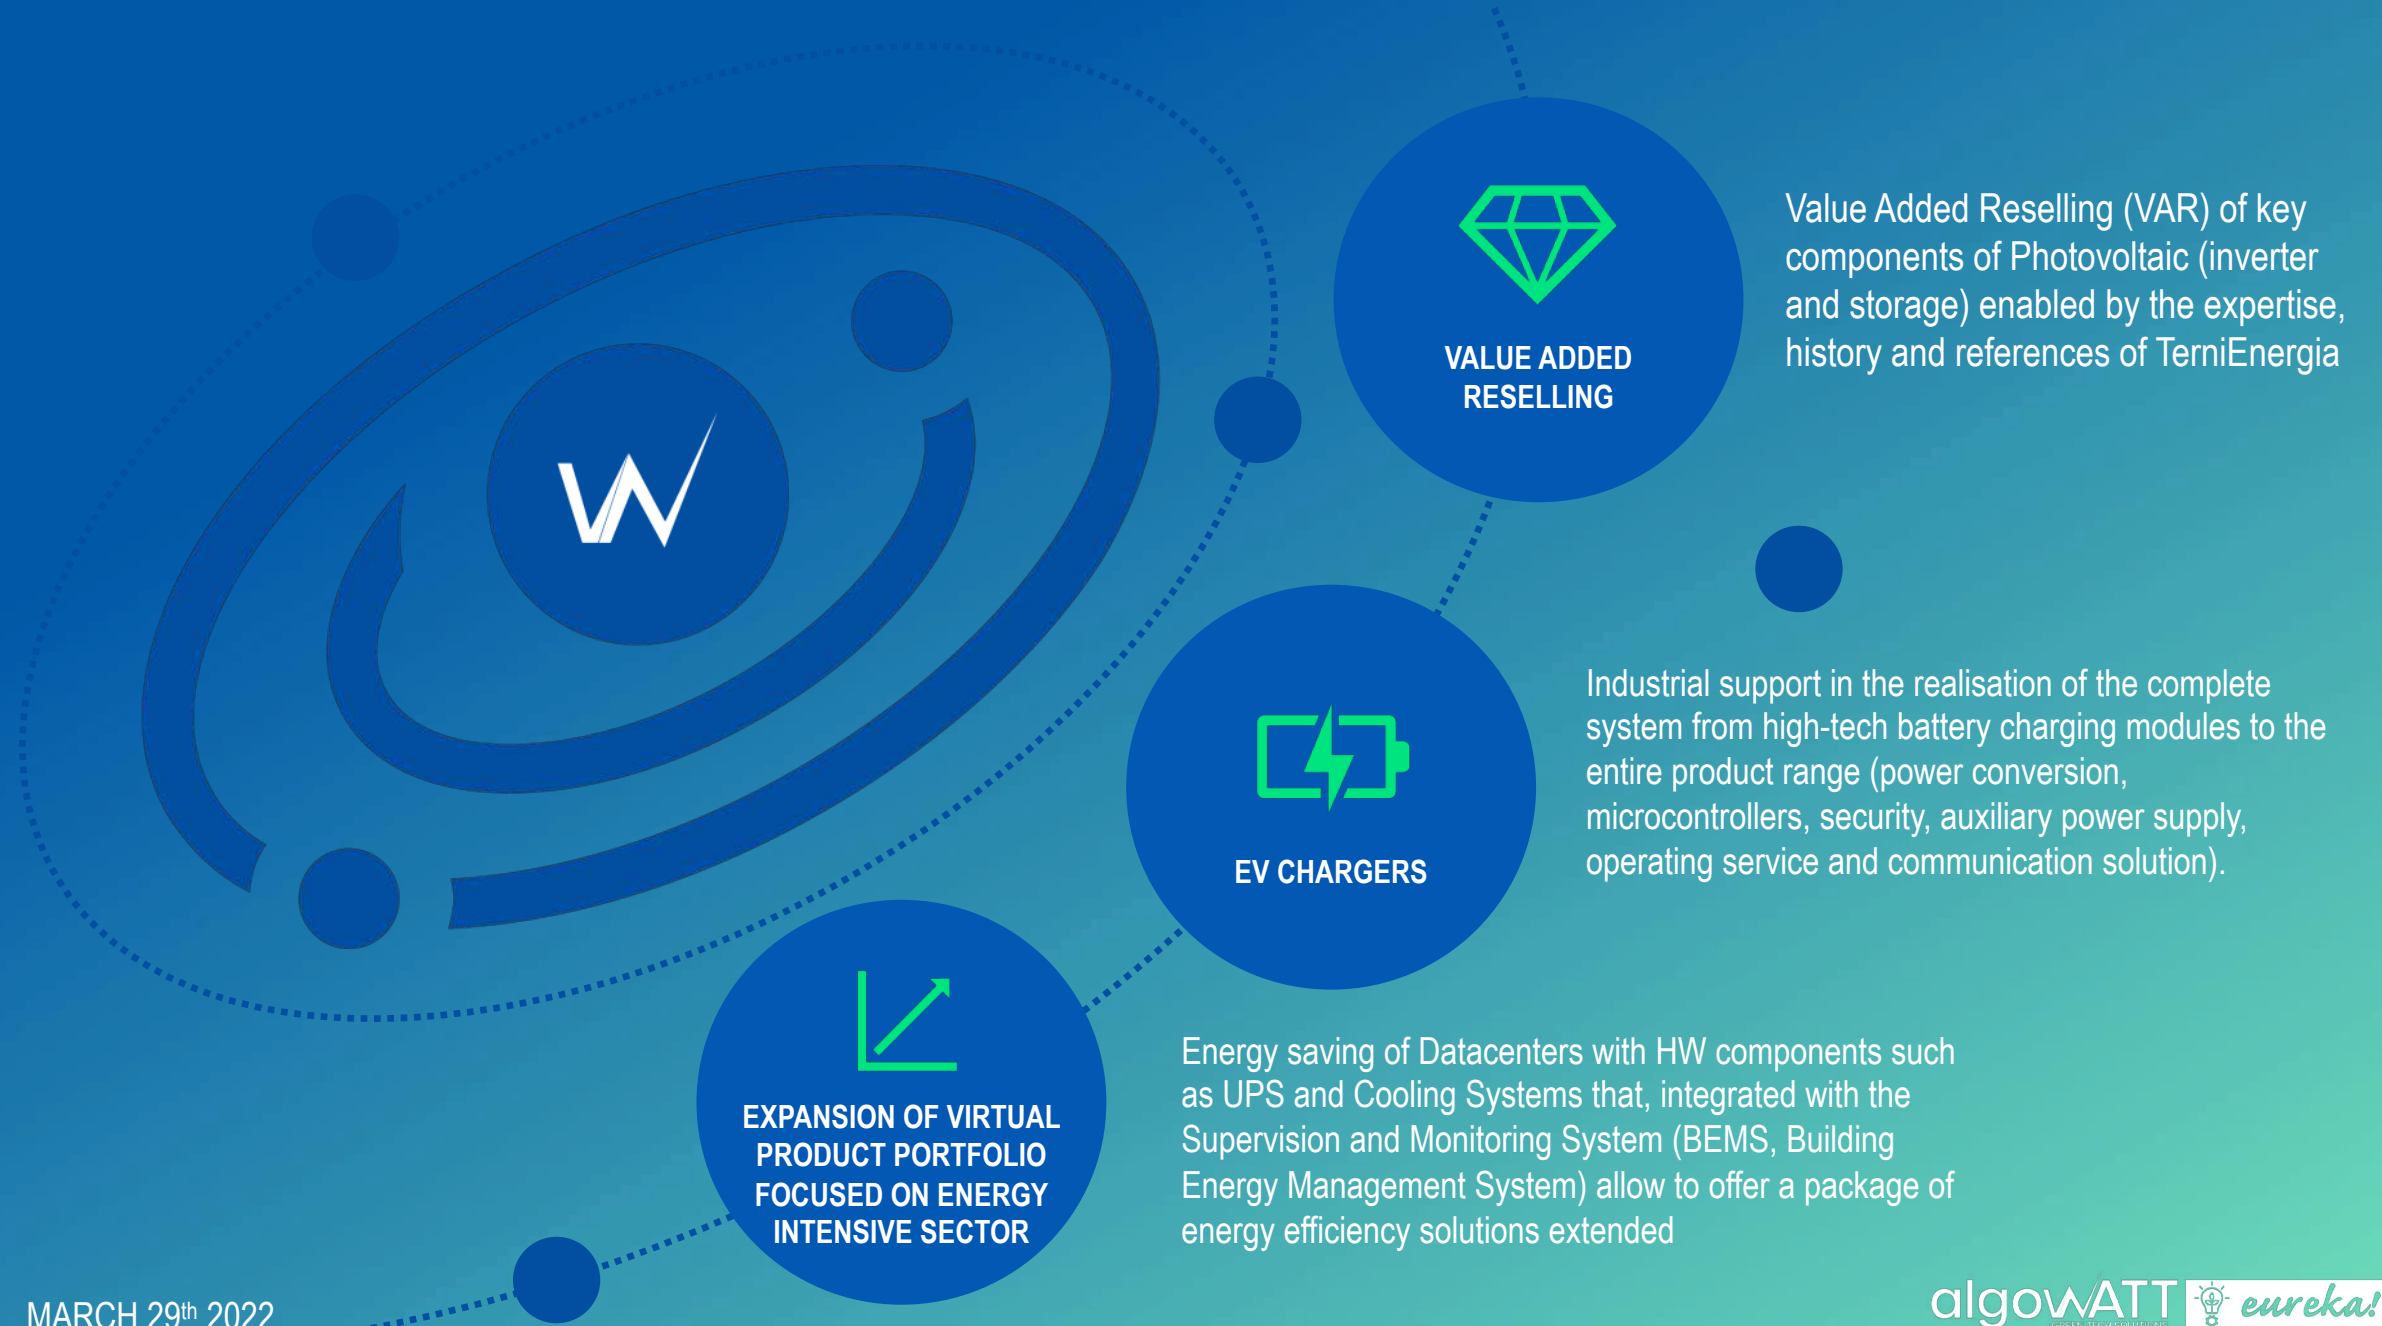 VALUE ADDED
RESELLING
Value Added Reselling (VAR) of key
components of Photovoltaic (inverter
and storage) enabled by the expertise,
history and references of TerniEnergia
EV CHARGERS
Industrial support in the realisation of the complete
system from high-tech battery charging modules to the
entire product range (power conversion,
microcontrollers, security, auxiliary power supply,
operating service and communication solution).
EXPANSION OF VIRTUAL
PRODUCT PORTFOLIO
FOCUSED ON ENERGY
INTENSIVE SECTOR
Energy saving of Datacenters with HW components such
as UPS and Cooling Systems that, integrated with the
Supervision and Monitoring System (BEMS, Building
Energy Management System) allow to offer a package of
energy efficiency solutions extended
MARCH 29th 2022
algoWATT
GREEN TECH SOLUTIONS
eureka!